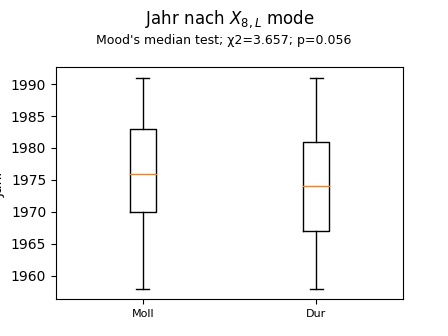 Jahr nach X8, L mode
Mood's median test; χ2=3.657; p=0.056
1990
1985
1980
1975
1970
1965
1960
Moll
Dur